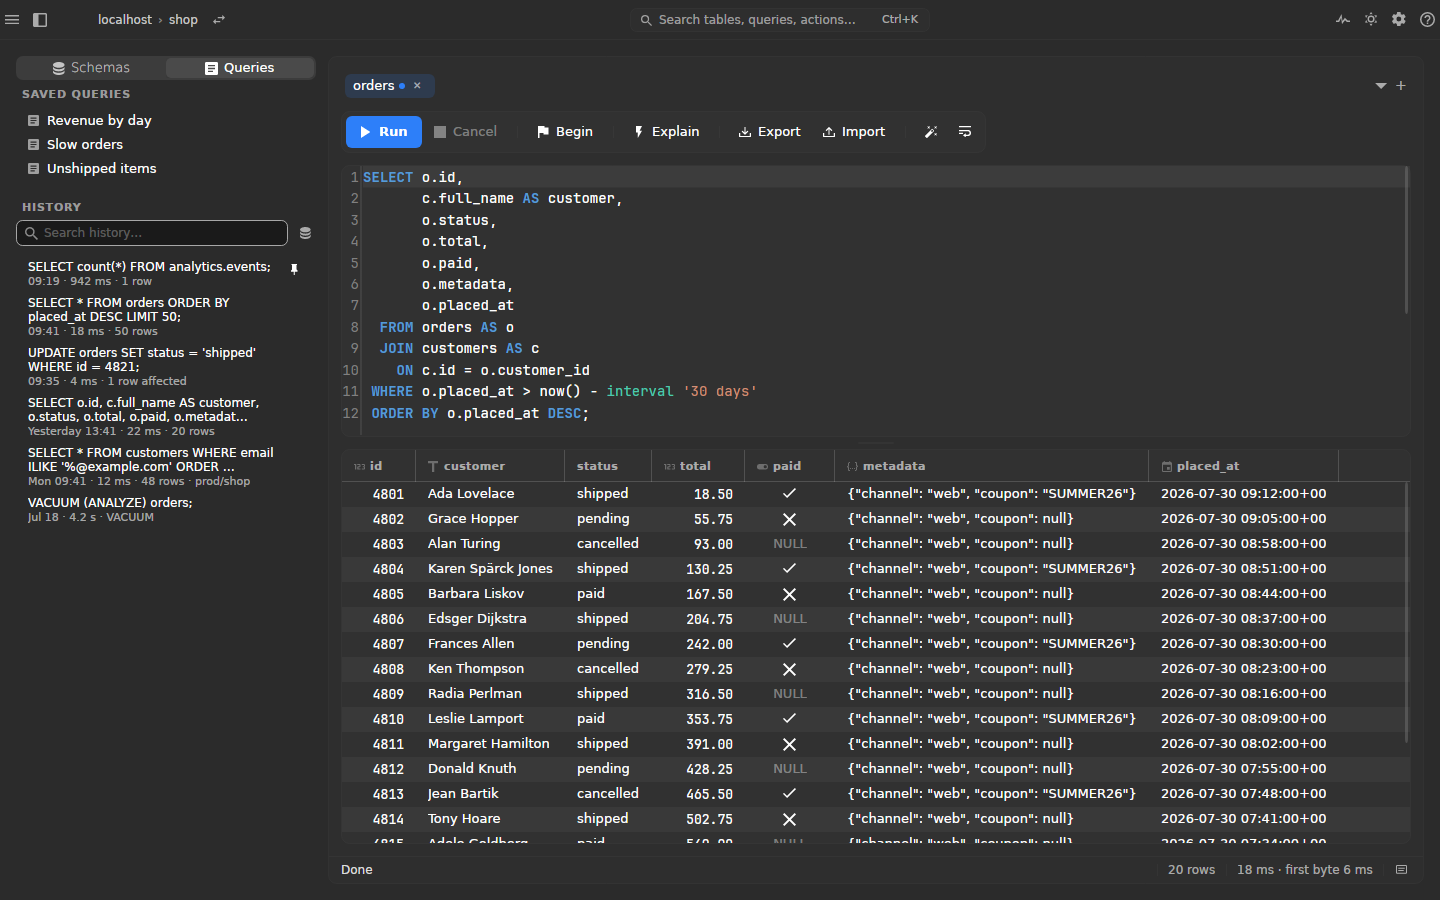 localhost › shop
Search tables, queries, actions... Ctrl+K
Schemas Queries
SAVED QUERIES
Revenue by day
Slow orders
Unshipped items
HISTORY
Search history...
SELECT count(*) FROM analytics.events;
09:19 · 942 ms · 1 row
SELECT * FROM orders ORDER BY
placed_at DESC LIMIT 50;
09:41 · 18 ms · 50 rows
UPDATE orders SET status = 'shipped'
WHERE id = 4821;
09:35 · 4 ms · 1 row affected
SELECT o.id, c.full_name AS customer,
o.status, o.total, o.paid, o.metadat...
Yesterday 13:41 · 22 ms · 20 rows
SELECT * FROM customers WHERE email
ILIKE '%@example.com' ORDER ...
Mon 09:41 · 12 ms · 48 rows · prod/shop
VACUUM (ANALYZE) orders;
Jul 18 · 4.2 s · VACUUM
orders
Run Cancel Begin Explain Export Import
1 SELECT o.id,
2 c.full_name AS customer,
3 o.status,
4 o.total,
5 o.paid,
6 o.metadata,
7 o.placed_at
8 FROM orders AS o
9 JOIN customers AS c
10 ON c.id = o.customer_id
11 WHERE o.placed_at > now() - interval '30 days'
12 ORDER BY o.placed_at DESC;
123 id customer status 123 total paid {..} metadata placed_at
4801 Ada Lovelace shipped 18.50 {"channel": "web", "coupon": "SUMMER26"} 2026-07-30 09:12:00+00
4802 Grace Hopper pending 55.75 {"channel": "web", "coupon": null} 2026-07-30 09:05:00+00
4803 Alan Turing cancelled 93.00 NULL {"channel": "web", "coupon": null} 2026-07-30 08:58:00+00
4804 Karen Spärck Jones shipped 130.25 {"channel": "web", "coupon": "SUMMER26"} 2026-07-30 08:51:00+00
4805 Barbara Liskov paid 167.50 {"channel": "web", "coupon": null} 2026-07-30 08:44:00+00
4806 Edsger Dijkstra shipped 204.75 NULL {"channel": "web", "coupon": null} 2026-07-30 08:37:00+00
4807 Frances Allen pending 242.00 {"channel": "web", "coupon": "SUMMER26"} 2026-07-30 08:30:00+00
4808 Ken Thompson cancelled 279.25 {"channel": "web", "coupon": null} 2026-07-30 08:23:00+00
4809 Radia Perlman shipped 316.50 NULL {"channel": "web", "coupon": null} 2026-07-30 08:16:00+00
4810 Leslie Lamport paid 353.75 {"channel": "web", "coupon": "SUMMER26"} 2026-07-30 08:09:00+00
4811 Margaret Hamilton shipped 391.00 {"channel": "web", "coupon": null} 2026-07-30 08:02:00+00
4812 Donald Knuth pending 428.25 NULL {"channel": "web", "coupon": null} 2026-07-30 07:55:00+00
4813 Jean Bartik cancelled 465.50 {"channel": "web", "coupon": "SUMMER26"} 2026-07-30 07:48:00+00
4814 Tony Hoare shipped 502.75 {"channel": "web", "coupon": null} 2026-07-30 07:41:00+00
4815 Adele Goldberg paid 540.00 NULL {"channel": "web", "coupon": null} 2026-07-30 07:34:00+00
Done 20 rows 18 ms · first byte 6 ms